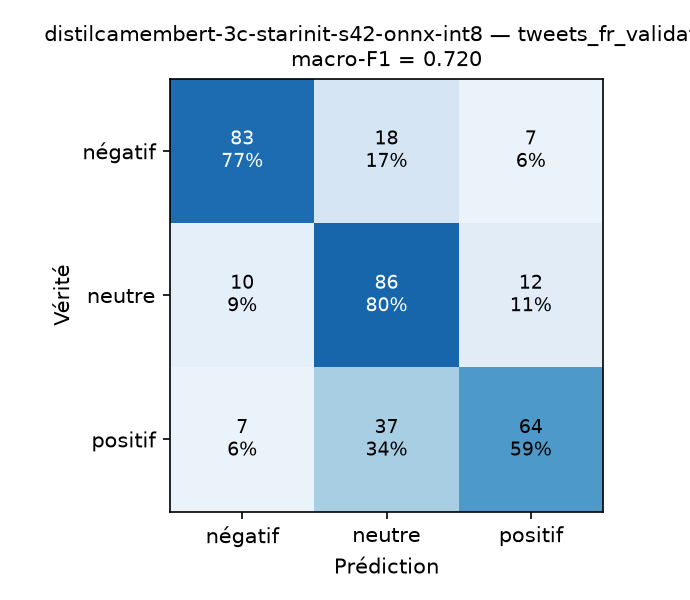 distilcamembert-3c-starinit-s42-onnx-int8 — tweets_fr_valida
macro-F1 = 0.720
négatif
83
77%
18
17%
7
6%
neutre
10
9%
86
80%
12
11%
positif
7
6%
37
34%
64
59%
négatif
neutre
positif
Prédiction
Vérité